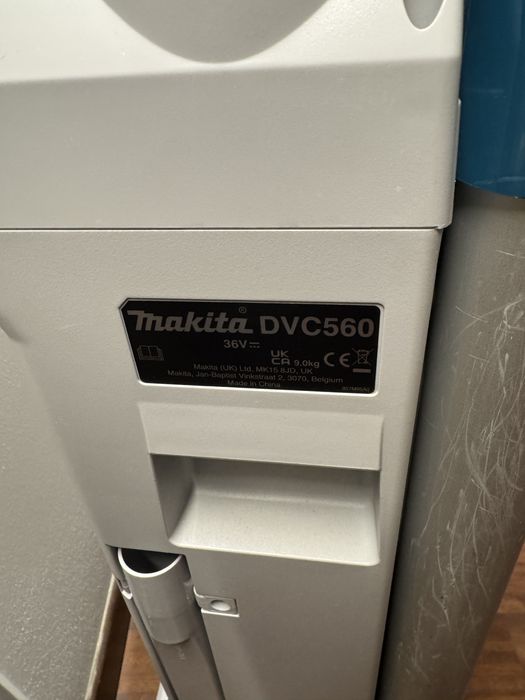 makita® DVC560
36V⎓
UK
CA 9.0kg CE
Makita (UK) Ltd, MK15 8JD, UK
Makita, Jan-Baptist Vinkstraat 2, 3070, Belgium
Made in China